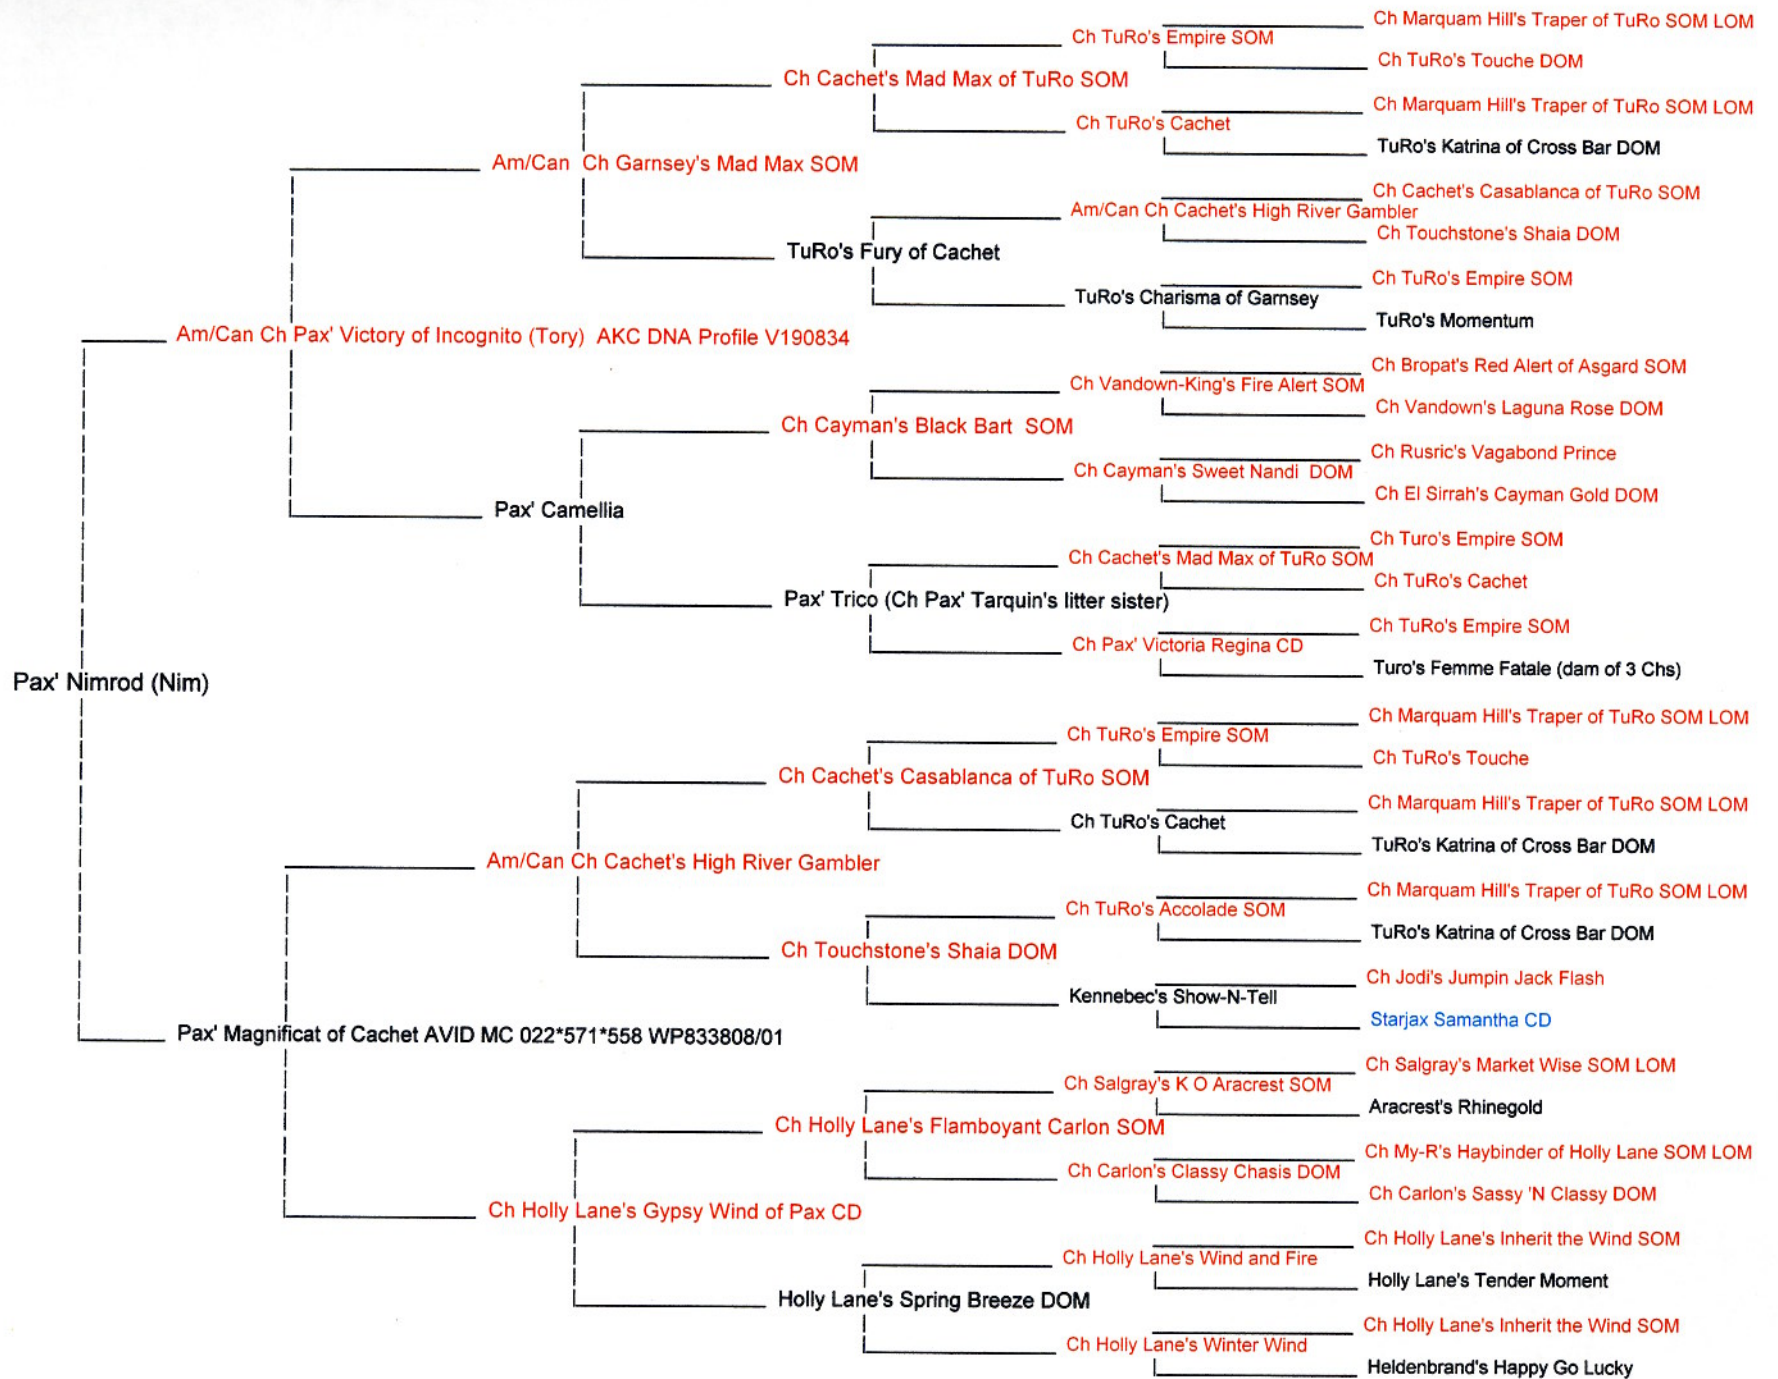 Ch Marquam Hill's Traper of TuRo SOM LOM
Ch TuRo's Empire SOM
Ch TuRo's Touche DOM
Ch Cachet's Mad Max of TuRo SOM
Ch Marquam Hill's Traper of TuRo SOM LOM
Ch TuRo's Cachet
TuRo's Katrina of Cross Bar DOM
Am/Can  Ch Garnsey's Mad Max SOM
Ch Cachet's Casablanca of TuRo SOM
Am/Can Ch Cachet's High River Gambler
Ch Touchstone's Shaia DOM
TuRo's Fury of Cachet
Ch TuRo's Empire SOM
TuRo's Charisma of Garnsey
TuRo's Momentum
Am/Can Ch Pax' Victory of Incognito (Tory)  AKC DNA Profile V190834
Ch Bropat's Red Alert of Asgard SOM
Ch Vandown-King's Fire Alert SOM
Ch Vandown's Laguna Rose DOM
Ch Cayman's Black Bart  SOM
Ch Rusric's Vagabond Prince
Ch Cayman's Sweet Nandi  DOM
Ch El Sirrah's Cayman Gold DOM
Pax' Camellia
Ch Turo's Empire SOM
Ch Cachet's Mad Max of TuRo SOM
Ch TuRo's Cachet
Pax' Trico (Ch Pax' Tarquin's litter sister)
Ch TuRo's Empire SOM
Ch Pax' Victoria Regina CD
Turo's Femme Fatale (dam of 3 Chs)
Pax' Nimrod (Nim)
Ch Marquam Hill's Traper of TuRo SOM LOM
Ch TuRo's Empire SOM
Ch TuRo's Touche
Ch Cachet's Casablanca of TuRo SOM
Ch Marquam Hill's Traper of TuRo SOM LOM
Ch TuRo's Cachet
TuRo's Katrina of Cross Bar DOM
Am/Can Ch Cachet's High River Gambler
Ch Marquam Hill's Traper of TuRo SOM LOM
Ch TuRo's Accolade SOM
TuRo's Katrina of Cross Bar DOM
Ch Touchstone's Shaia DOM
Ch Jodi's Jumpin Jack Flash
Kennebec's Show-N-Tell
Starjax Samantha CD
Pax' Magnificat of Cachet AVID MC 022*571*558 WP833808/01
Ch Salgray's Market Wise SOM LOM
Ch Salgray's K O Aracrest SOM
Aracrest's Rhinegold
Ch Holly Lane's Flamboyant Carlon SOM
Ch My-R's Haybinder of Holly Lane SOM LOM
Ch Carlon's Classy Chasis DOM
Ch Carlon's Sassy 'N Classy DOM
Ch Holly Lane's Gypsy Wind of Pax CD
Ch Holly Lane's Inherit the Wind SOM
Ch Holly Lane's Wind and Fire
Holly Lane's Tender Moment
Holly Lane's Spring Breeze DOM
Ch Holly Lane's Inherit the Wind SOM
Ch Holly Lane's Winter Wind
Heldenbrand's Happy Go Lucky